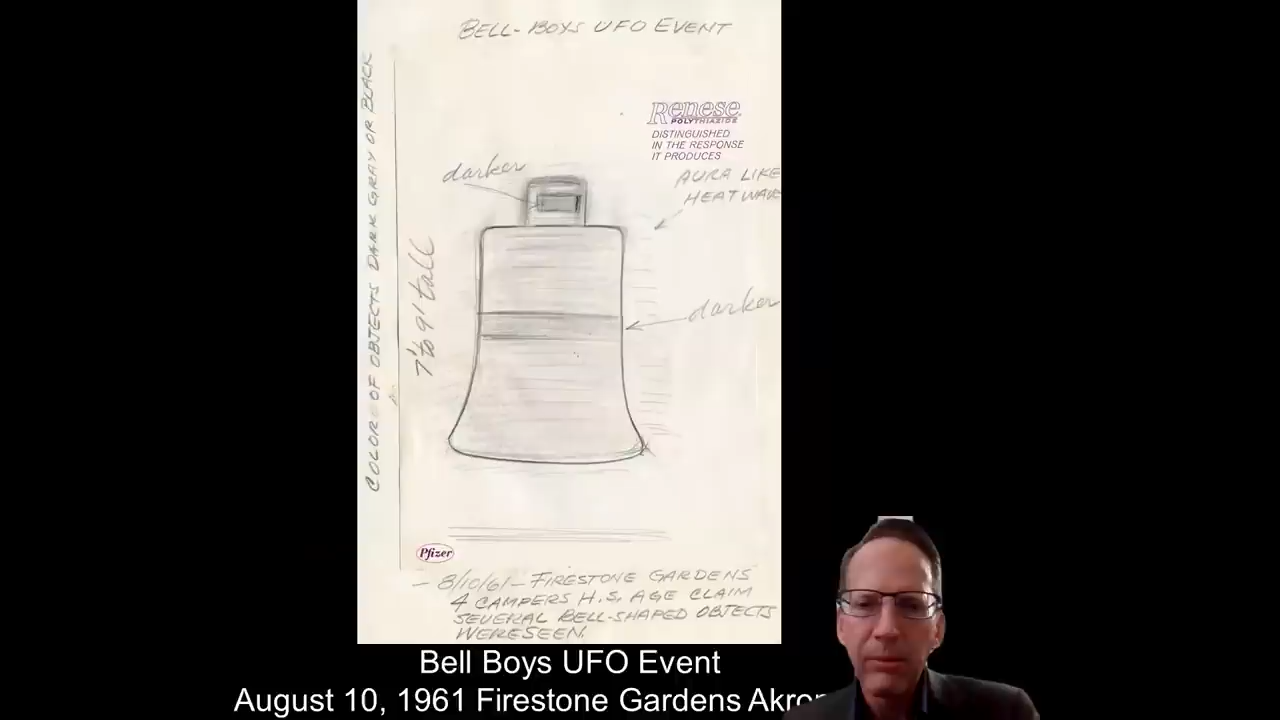 BELL-BOYS UFO EVENT
COLOR OF OBJECTS DARK GRAY OR BLACK
Renese
POLYTHIAZIDE
DISTINGUISHED
IN THE RESPONSE
IT PRODUCES
darker
AURA LIKE
HEAT WAVE
7' to 9' tall
darker
Pfizer
- 8/10/61 - FIRESTONE GARDENS
4 CAMPERS H.S. AGE CLAIM
SEVERAL BELL-SHAPED OBJECTS
WERE SEEN.
Bell Boys UFO Event
August 10, 1961 Firestone Gardens Akron